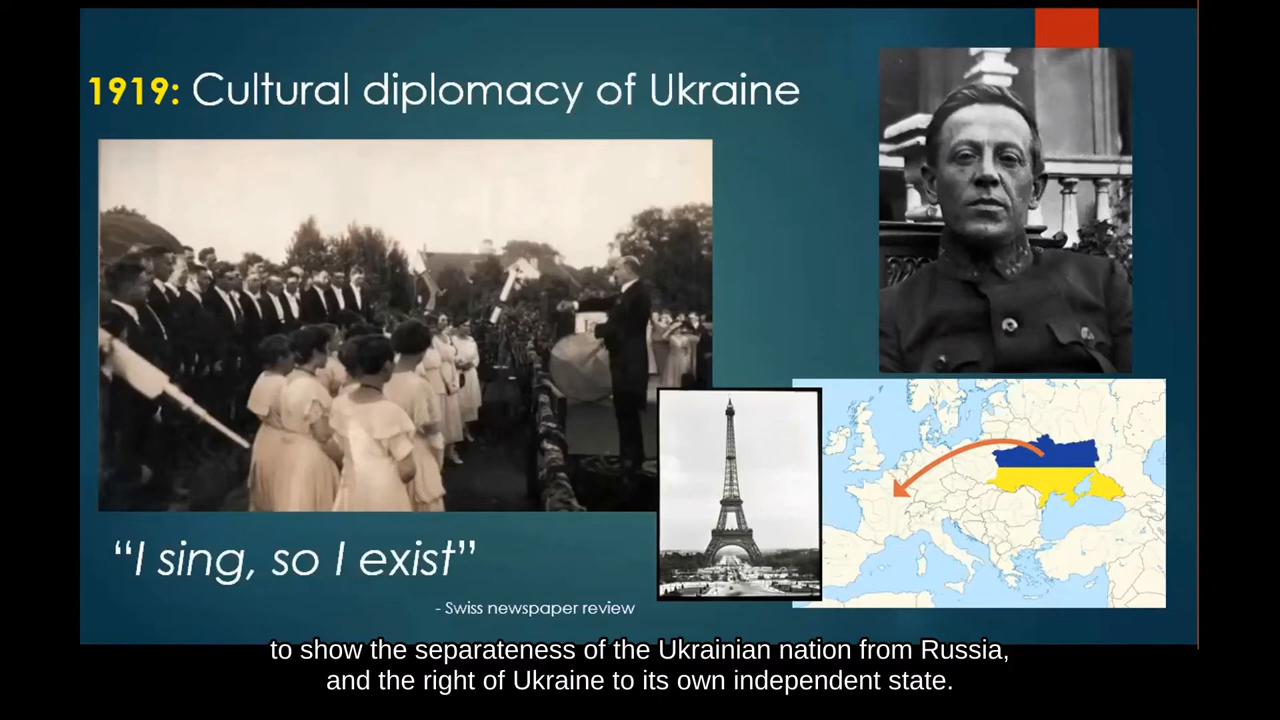 1919: Cultural diplomacy of Ukraine
“I sing, so I exist”
- Swiss newspaper review
to show the separateness of the Ukrainian nation from Russia,
and the right of Ukraine to its own independent state.